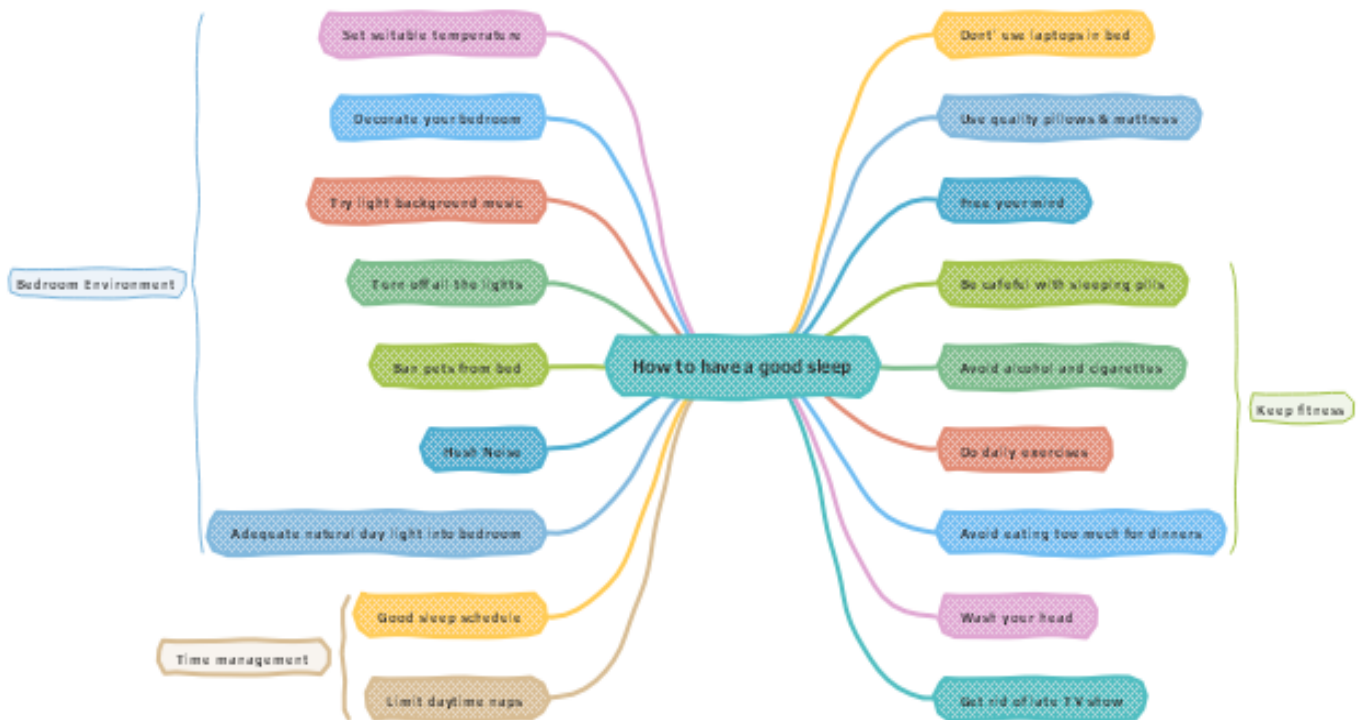 Set suitable temperature
Decorate your bedroom
Try light background music
Turn off all the lights
Ban pets from bed
Hush Noise
Adequate natural day light into bedroom
Good sleep schedule
Limit daytime naps
Bedroom Environment
Time management
How to have a good sleep
Dont' use laptops in bed
Use quality pillows & mattress
Free your mind
Be cafeful with sleeping pills
Avoid alcohol and cigarettes
Do daily exercises
Avoid eating too much for dinners
Wash your head
Get rid of late TV show
Keep fitness